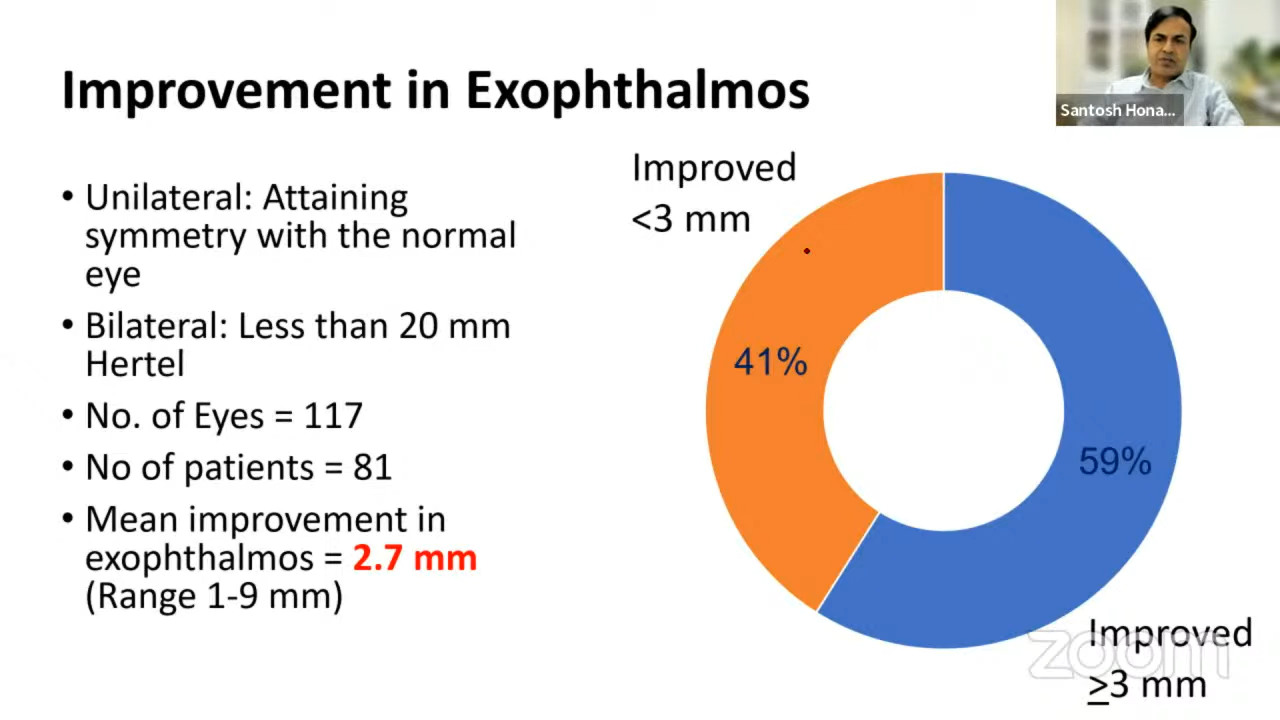 Improvement in Exophthalmos
Santosh Hona...
• Unilateral: Attaining
symmetry with the normal
eye
• Bilateral: Less than 20 mm
Hertel
• No. of Eyes = 117
• No of patients = 81
• Mean improvement in
exophthalmos = 2.7 mm
(Range 1-9 mm)
Improved
<3 mm
41%
59%
Improved
≥3 mm
zoom